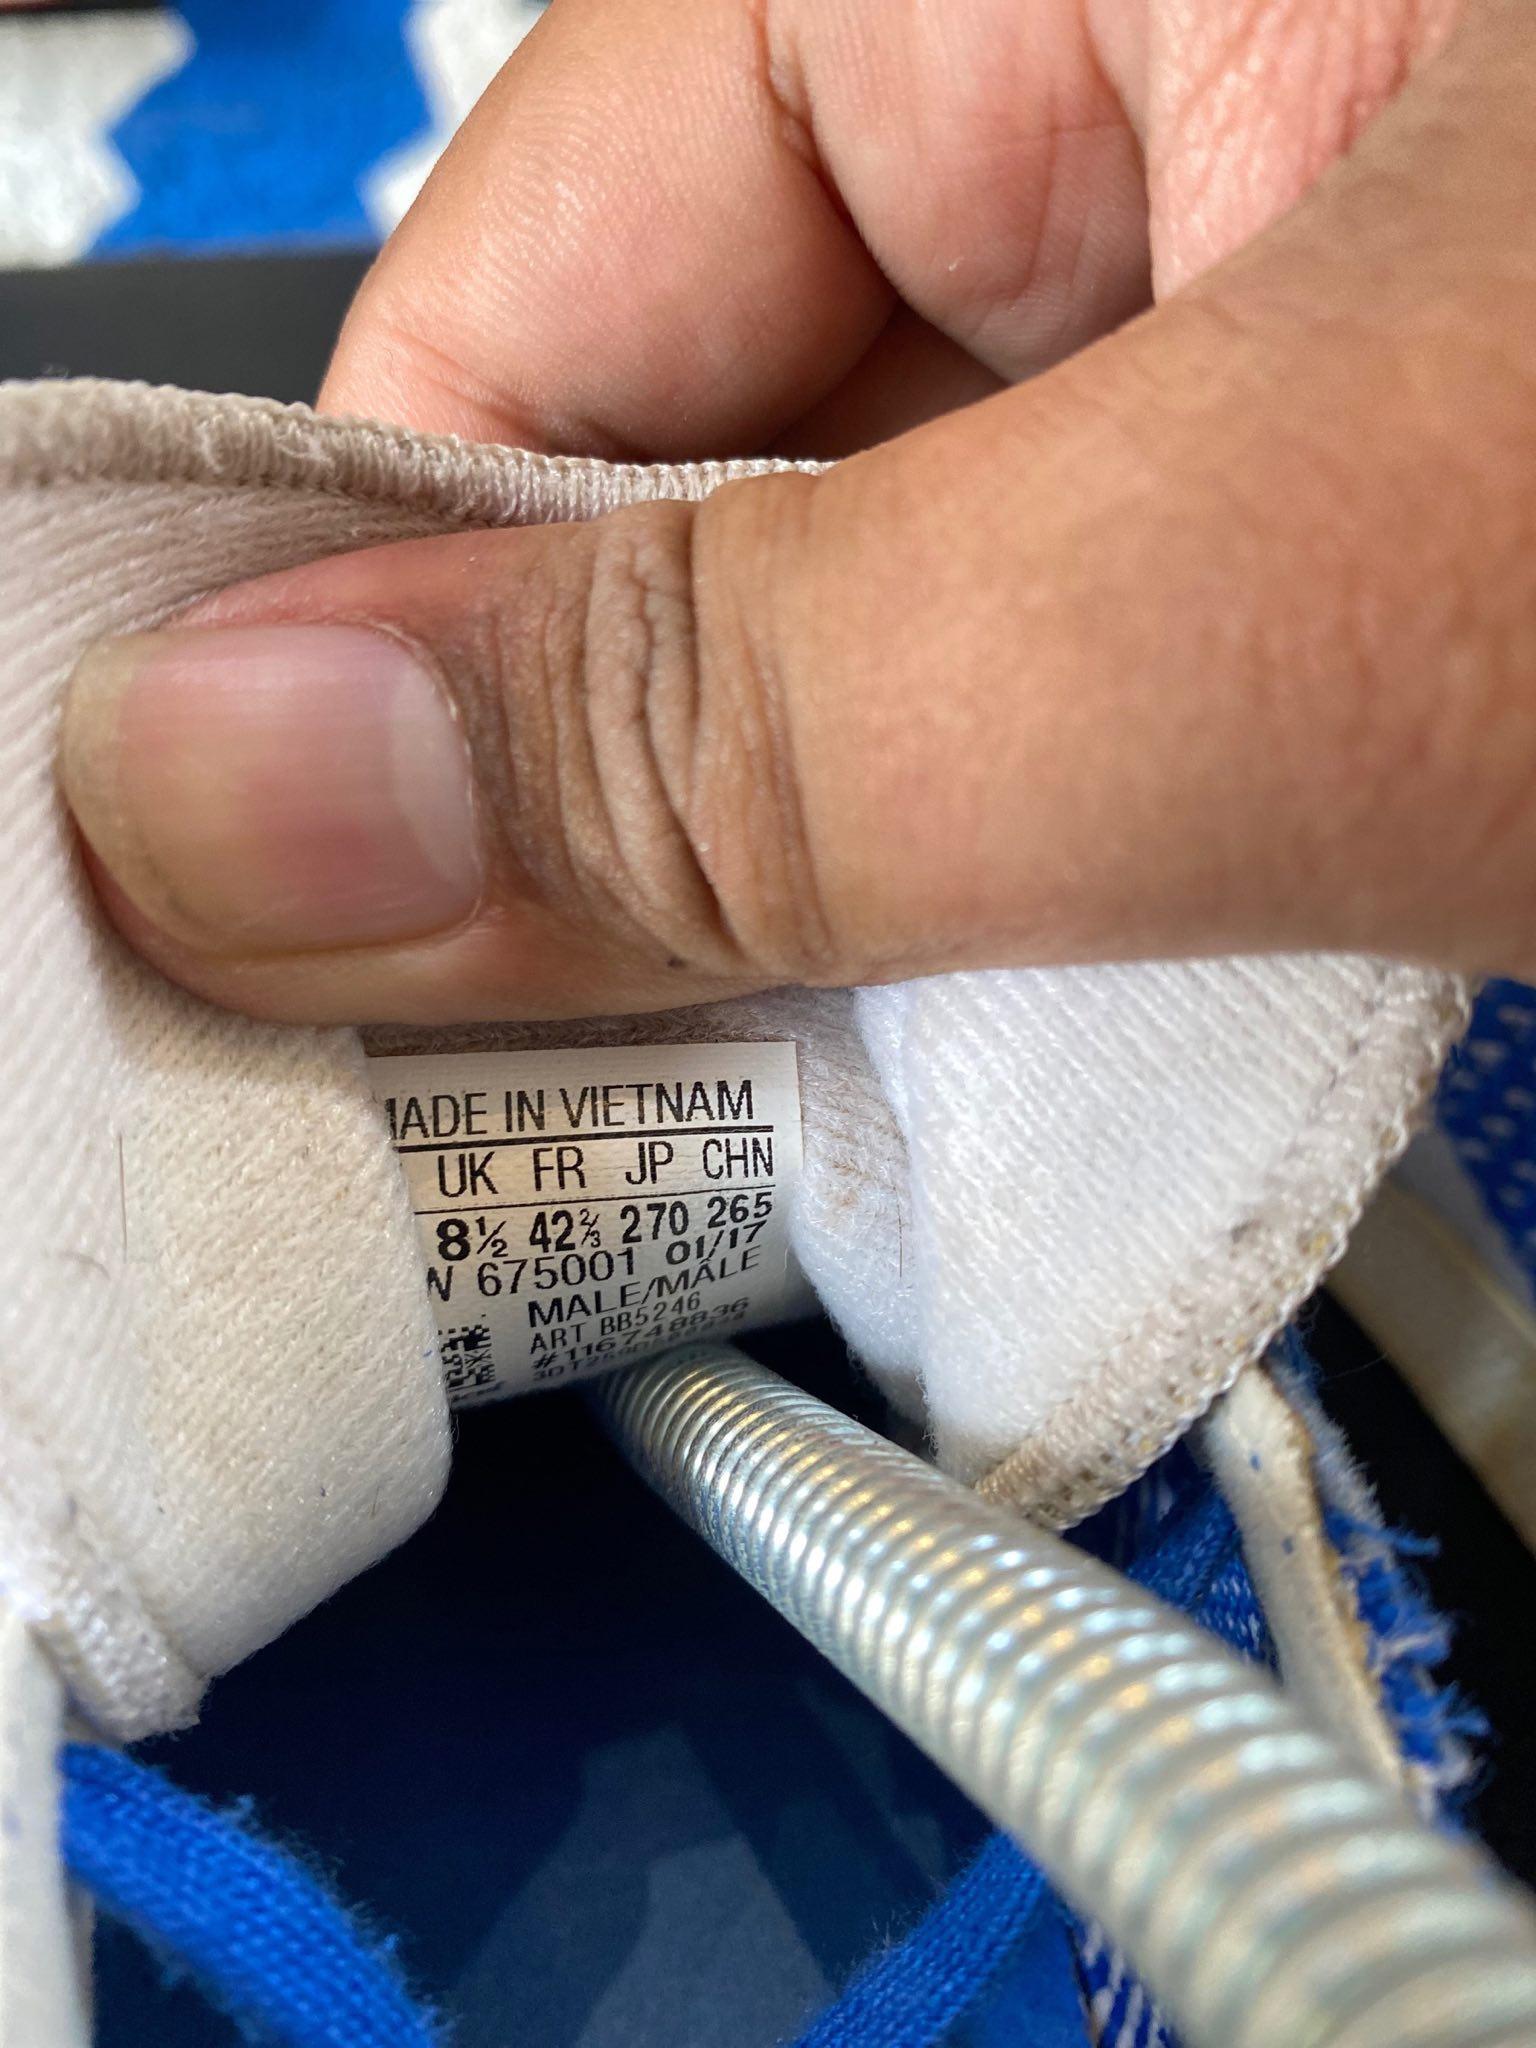 MADE IN VIETNAM
UK FR JP CHN
8½ 42⅔ 270 265
675001 01/17
MALE/MÂLE
ART BB5246
#116748836